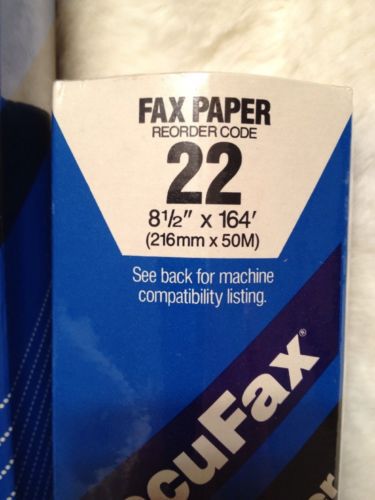 FAX PAPER
REORDER CODE
22
8½" x 164'
(216mm x 50M)
See back for machine
compatibility listing.
cuFax®